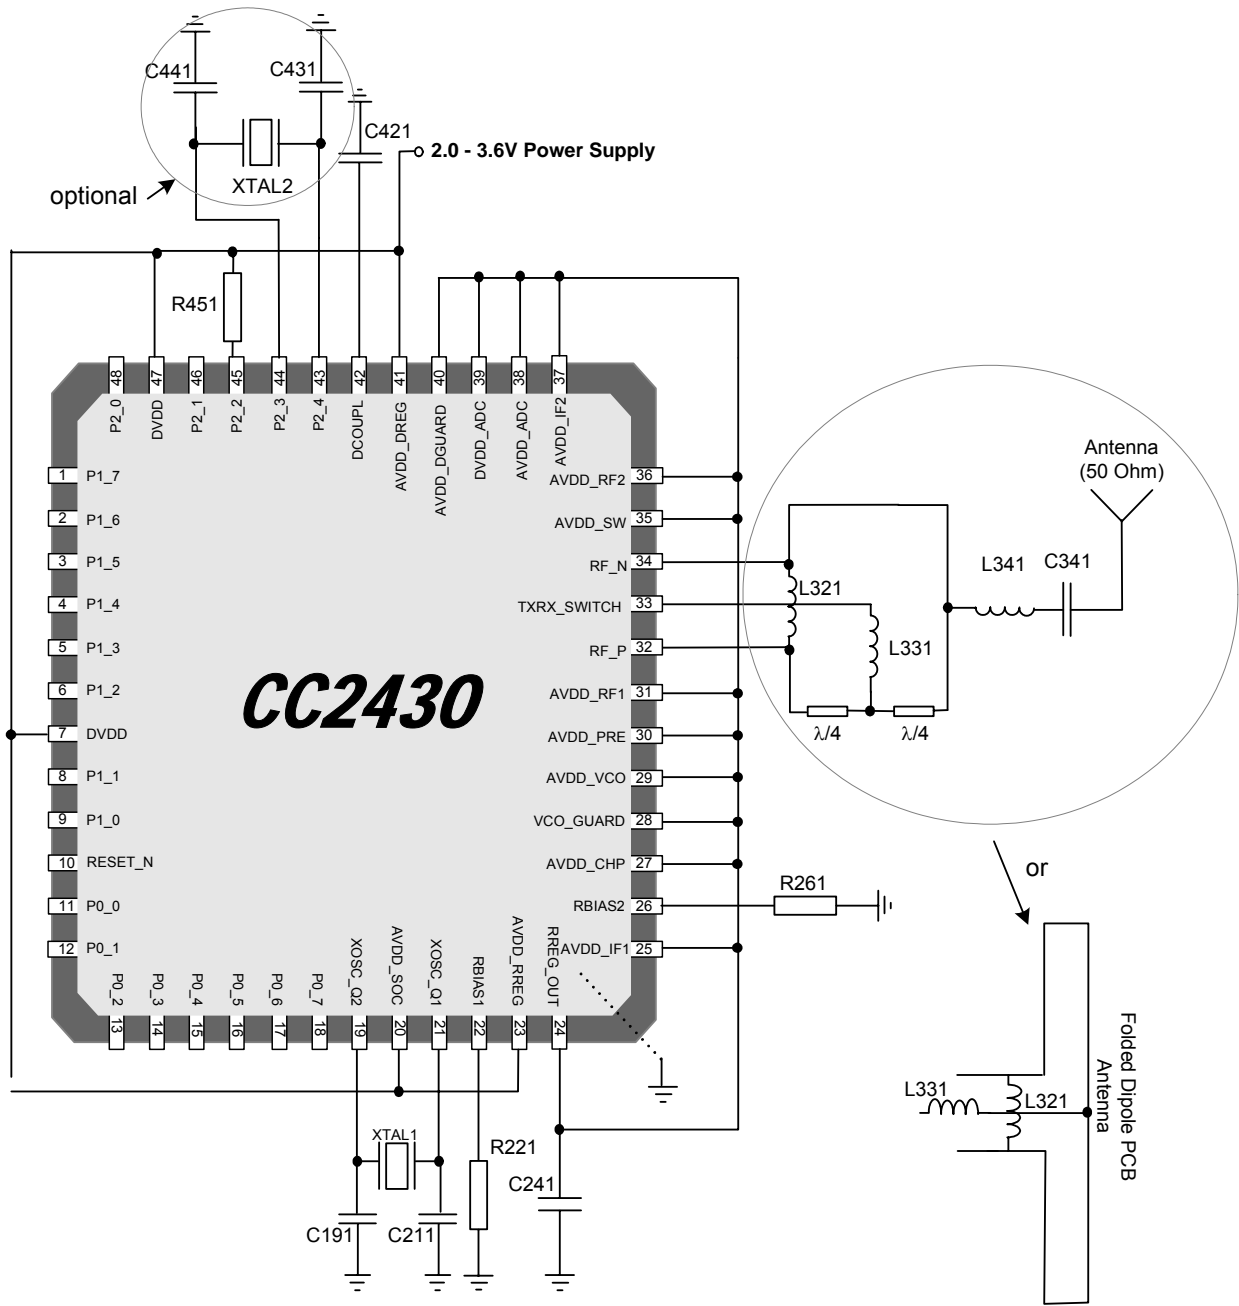 C441
C431
C421
2.0 - 3.6V Power Supply
XTAL2
optional
R451
48
47
46
45
44
43
42
41
40
39
38
37
P2_0
DVDD
P2_1
P2_2
P2_3
P2_4
DCOUPL
AVDD_DREG
AVDD_DGUARD
DVDD_ADC
AVDD_ADC
AVDD_IF2
1 P1_7
2 P1_6
3 P1_5
4 P1_4
5 P1_3
6 P1_2
7 DVDD
8 P1_1
9 P1_0
10 RESET_N
11 P0_0
12 P0_1
CC2430
AVDD_RF2 36
AVDD_SW 35
RF_N 34
TXRX_SWITCH 33
RF_P 32
AVDD_RF1 31
AVDD_PRE 30
AVDD_VCO 29
VCO_GUARD 28
AVDD_CHP 27
RBIAS2 26
AVDD_IF1 25
P0_2
P0_3
P0_4
P0_5
P0_6
P0_7
XOSC_Q2
AVDD_SOC
XOSC_Q1
RBIAS1
AVDD_RREG
RREG_OUT
13
14
15
16
17
18
19
20
21
22
23
24
Antenna
(50 Ohm)
L341
C341
L321
L331
λ/4
λ/4
R261
or
XTAL1
R221
C241
C191
C211
L331
L321
Folded Dipole PCB
Antenna